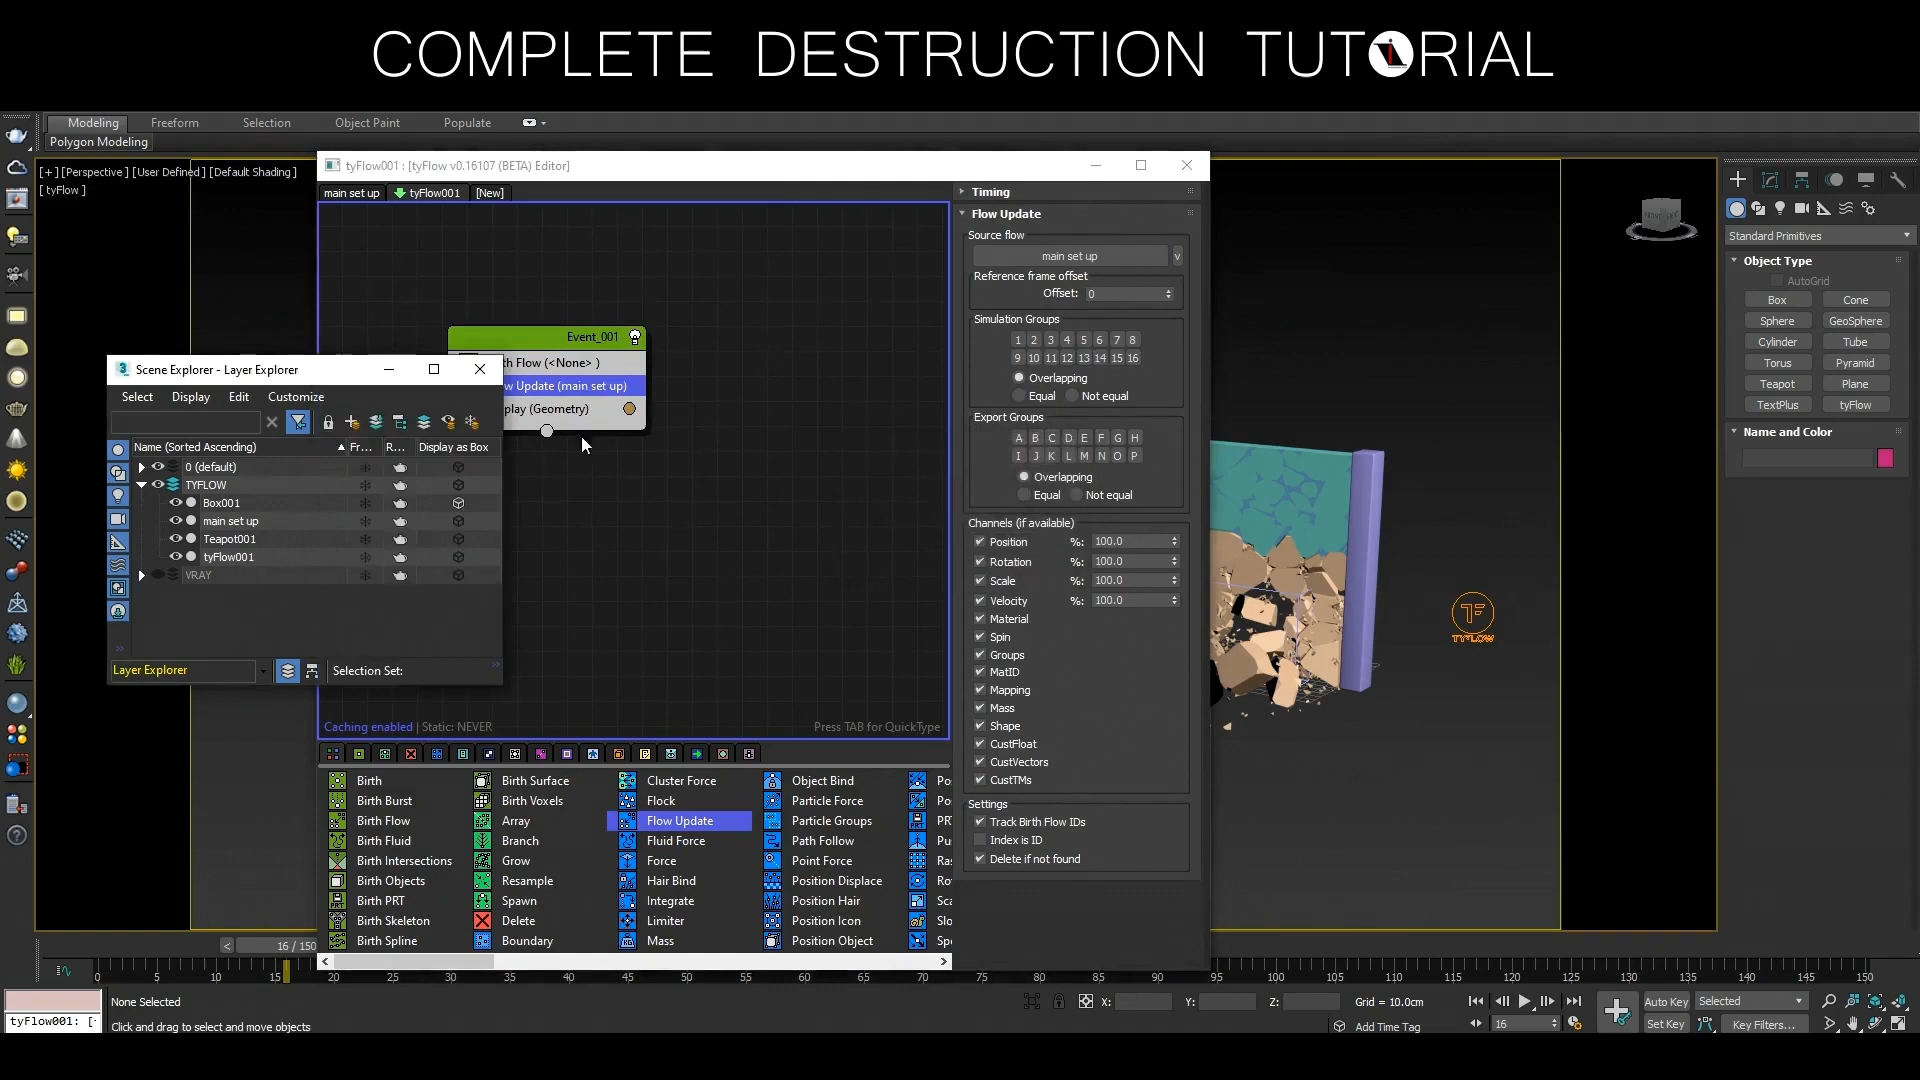 COMPLETE DESTRUCTION TUTORIAL
Modeling Freeform Selection Object Paint Populate
Polygon Modeling
[+] [Perspective ] [User Defined ] [Default Shading ]
[ tyFlow ]
tyFlow001 : [tyFlow v0.16107 (BETA) Editor]
main set up tyFlow001 [New]
Event_001
th Flow (<None> )
w Update (main set up)
play (Geometry)
Caching enabled | Static: NEVER
Press TAB for QuickType
Birth Birth Surface Cluster Force Object Bind Po
Birth Burst Birth Voxels Flock Particle Force Po
Birth Flow Array Flow Update Particle Groups PR
Birth Fluid Branch Fluid Force Path Follow Pu
Birth Intersections Grow Force Point Force Ra
Birth Objects Resample Hair Bind Position Displace Ro
Birth PRT Spawn Integrate Position Hair Sca
Birth Skeleton Delete Limiter Position Icon Slo
Birth Spline Boundary Mass Position Object Sp
Timing
Flow Update
Source flow
main set up v
Reference frame offset
Offset: 0
Simulation Groups
1 2 3 4 5 6 7 8
9 10 11 12 13 14 15 16
Overlapping
Equal Not equal
Export Groups
A B C D E F G H
I J K L M N O P
Overlapping
Equal Not equal
Channels (if available)
Position %: 100.0
Rotation %: 100.0
Scale %: 100.0
Velocity %: 100.0
Material
Spin
Groups
MatID
Mapping
Mass
Shape
CustFloat
CustVectors
CustTMs
Settings
Track Birth Flow IDs
Index is ID
Delete if not found
Scene Explorer - Layer Explorer
Select Display Edit Customize
Name (Sorted Ascending) Fr... R... Display as Box
0 (default)
TYFLOW
Box001
main set up
Teapot001
tyFlow001
VRAY
Layer Explorer Selection Set:
TF
TYFLOW
Standard Primitives
Object Type
AutoGrid
Box Cone
Sphere GeoSphere
Cylinder Tube
Torus Pyramid
Teapot Plane
TextPlus tyFlow
Name and Color
< 16 / 150
0 5 10 15 20 25 30 35 40 45 50 55 60 65 70 75 80 85 90 95 100 105 110 115 120 125 130 135 140 145 150
None Selected
X: Y: Z: Grid = 10.0cm
Auto Key Selected
tyFlow001: [
Click and drag to select and move objects
Add Time Tag
16
Set Key Key Filters...